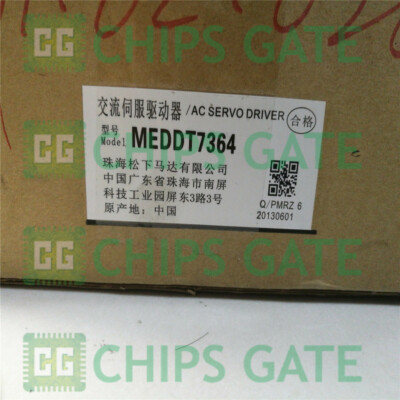 CHIPS GATE
交流伺服驱动器/AC SERVO DRIVER 合格
型号
Model MEDDT7364
珠海松下马达有限公司
中国广东省珠海市南屏
科技工业园屏东3路3号
原产地：中国
Q/PMRZ 6
20130601
CHIPS GATE
CHIPS GATE
CHIPS GATE